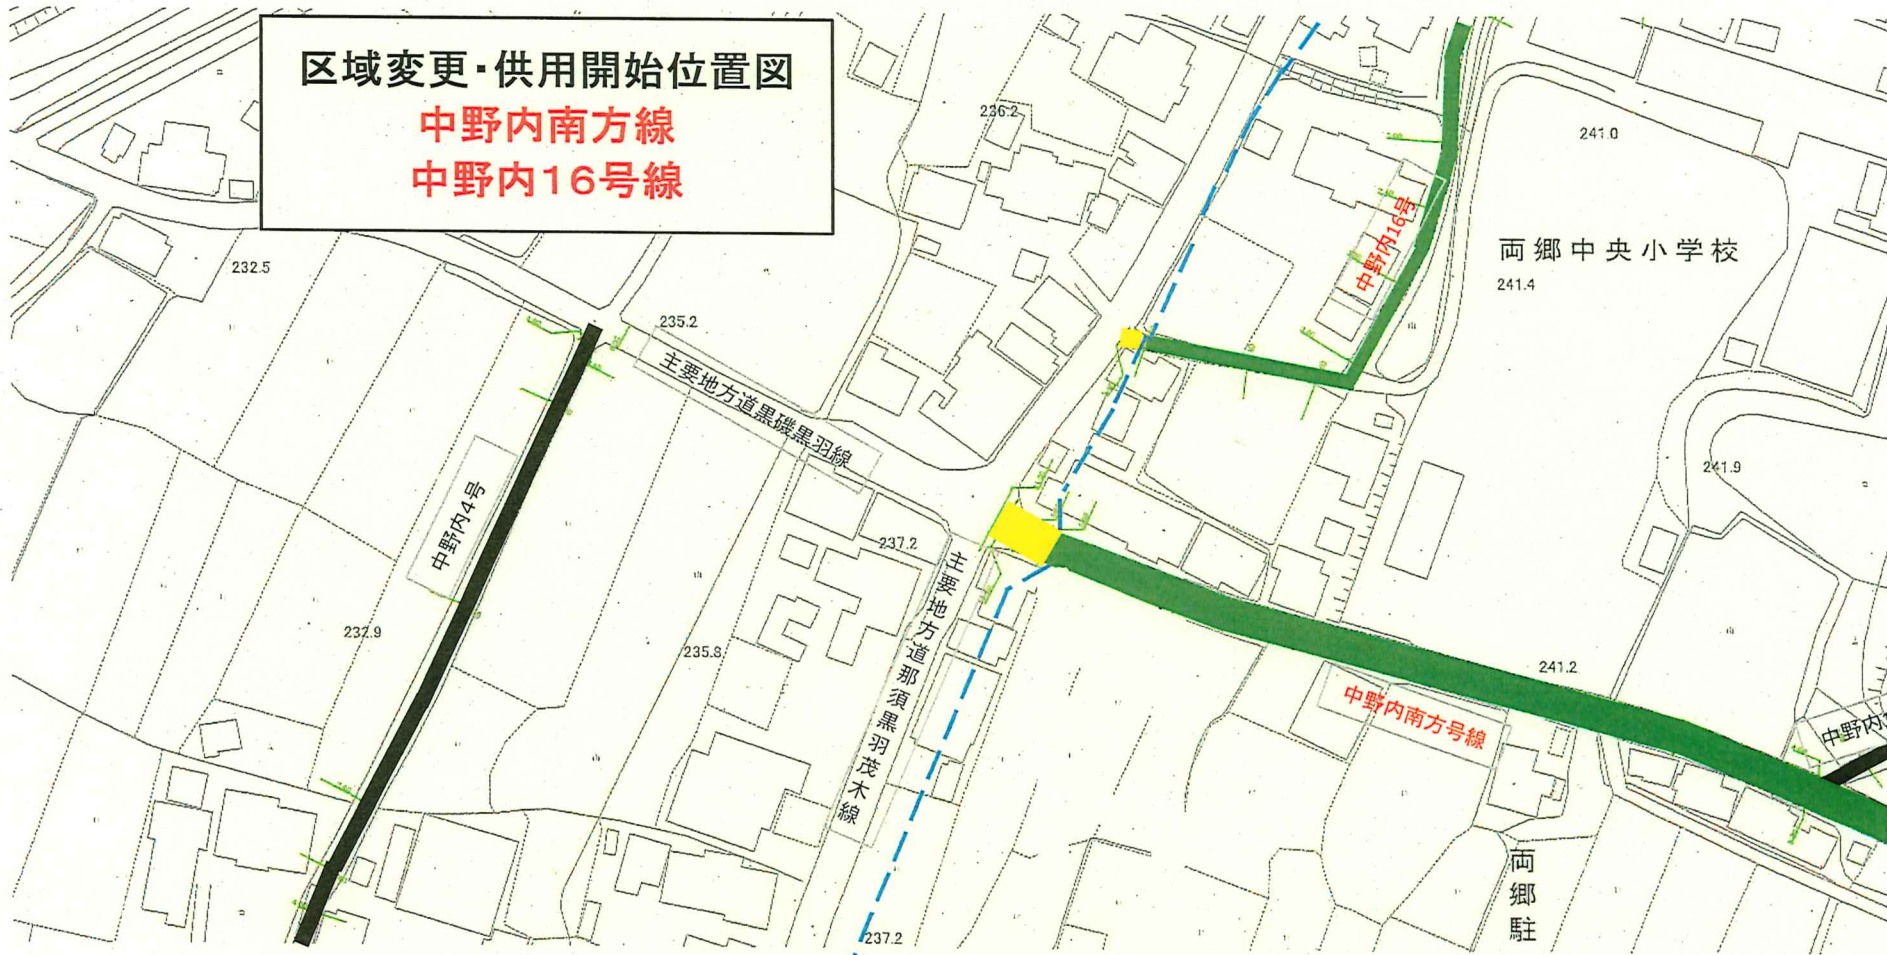 区域変更・供用開始位置図
中野内南方線
中野内16号線
236.2
241.0
中野内16号
両郷中央小学校
241.4
232.5
235.2
主要地方道黒磯黒羽線
中野内4号
241.9
237.2
主要地方道那須黒羽茂木線
232.9
235.8
241.2
中野内南方号線
中野内
両郷駐
237.2